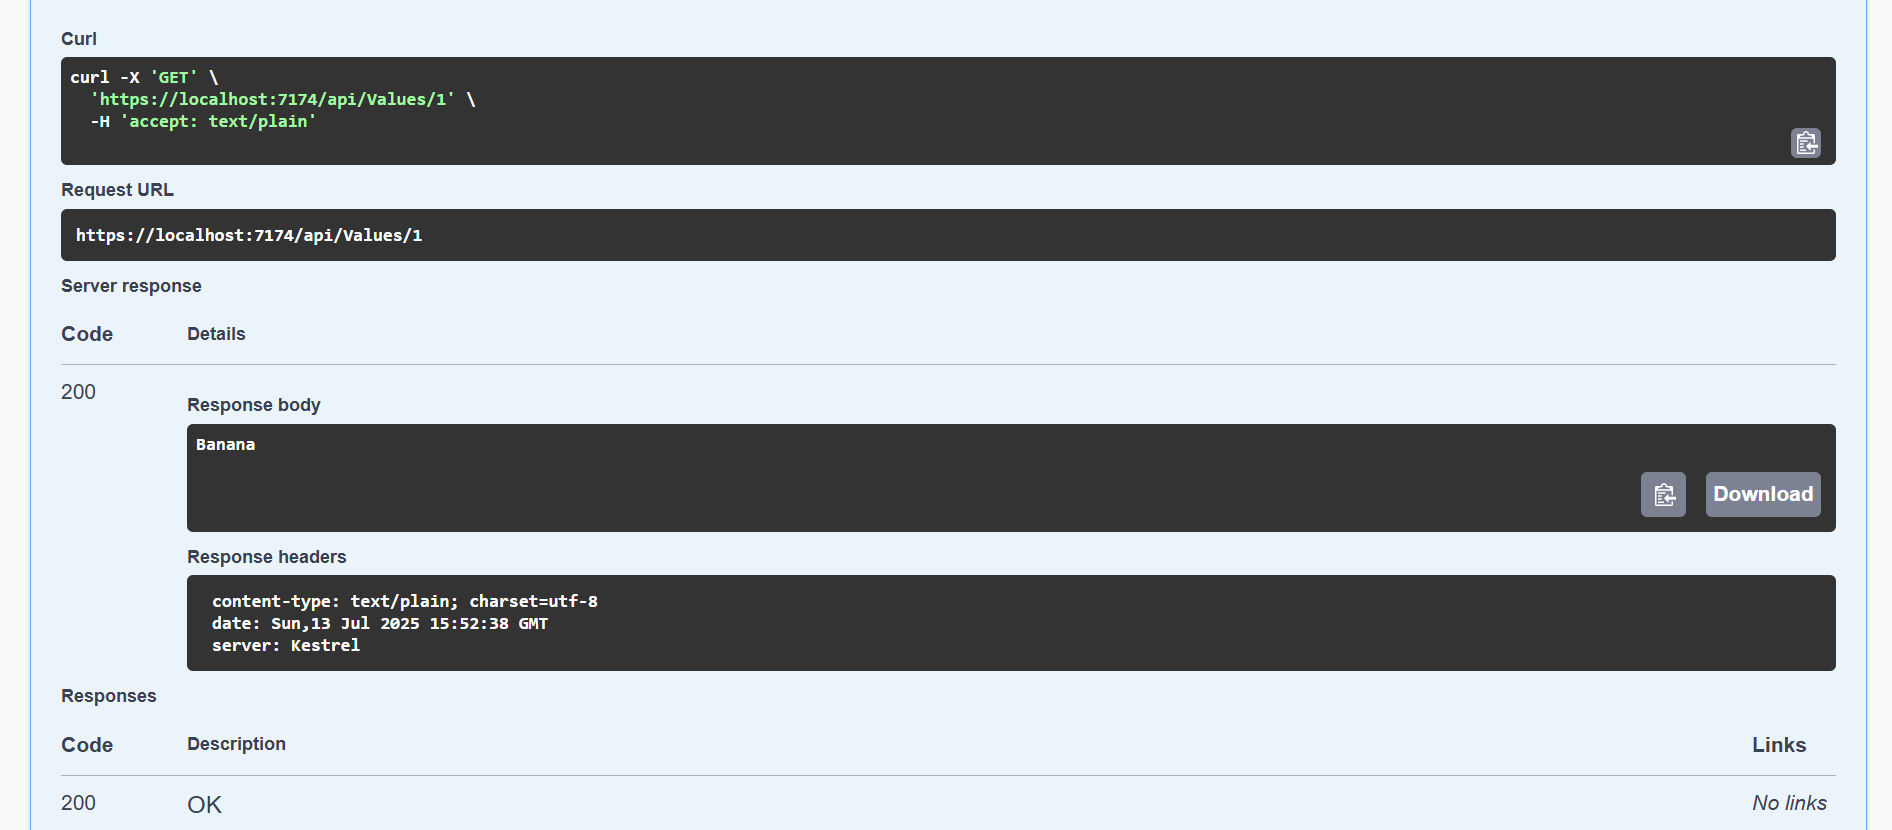 Curl
curl -X 'GET' \
'https://localhost:7174/api/Values/1' \
-H 'accept: text/plain'
Request URL
https://localhost:7174/api/Values/1
Server response
Code Details
200
Response body
Banana
Download
Response headers
content-type: text/plain; charset=utf-8
date: Sun,13 Jul 2025 15:52:38 GMT
server: Kestrel
Responses
Code Description Links
200 OK No links